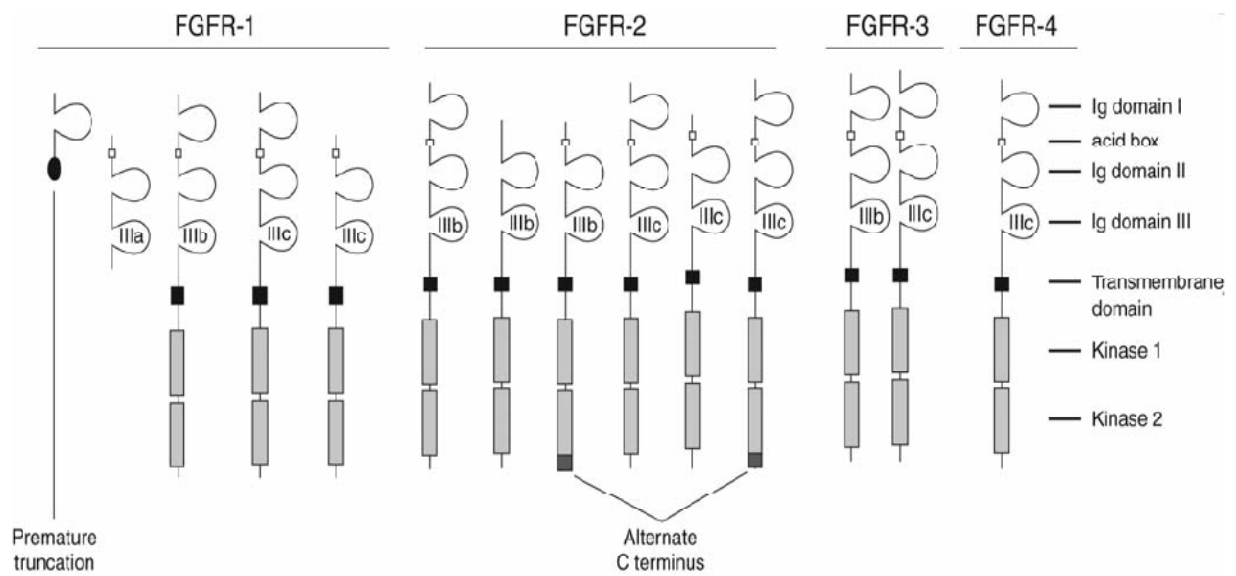 FGFR-1
FGFR-2
FGFR-3
FGFR-4
Ig domain I
acid box
Ig domain II
Ig domain III
Transmembrane
domain
Kinase 1
Kinase 2
IIIa
IIIb
IIIc
IIIc
IIIb
IIIb
IIIb
IIIc
IIIc
IIIc
IIIb
IIIc
IIIc
Premature
truncation
Alternate
C terminus